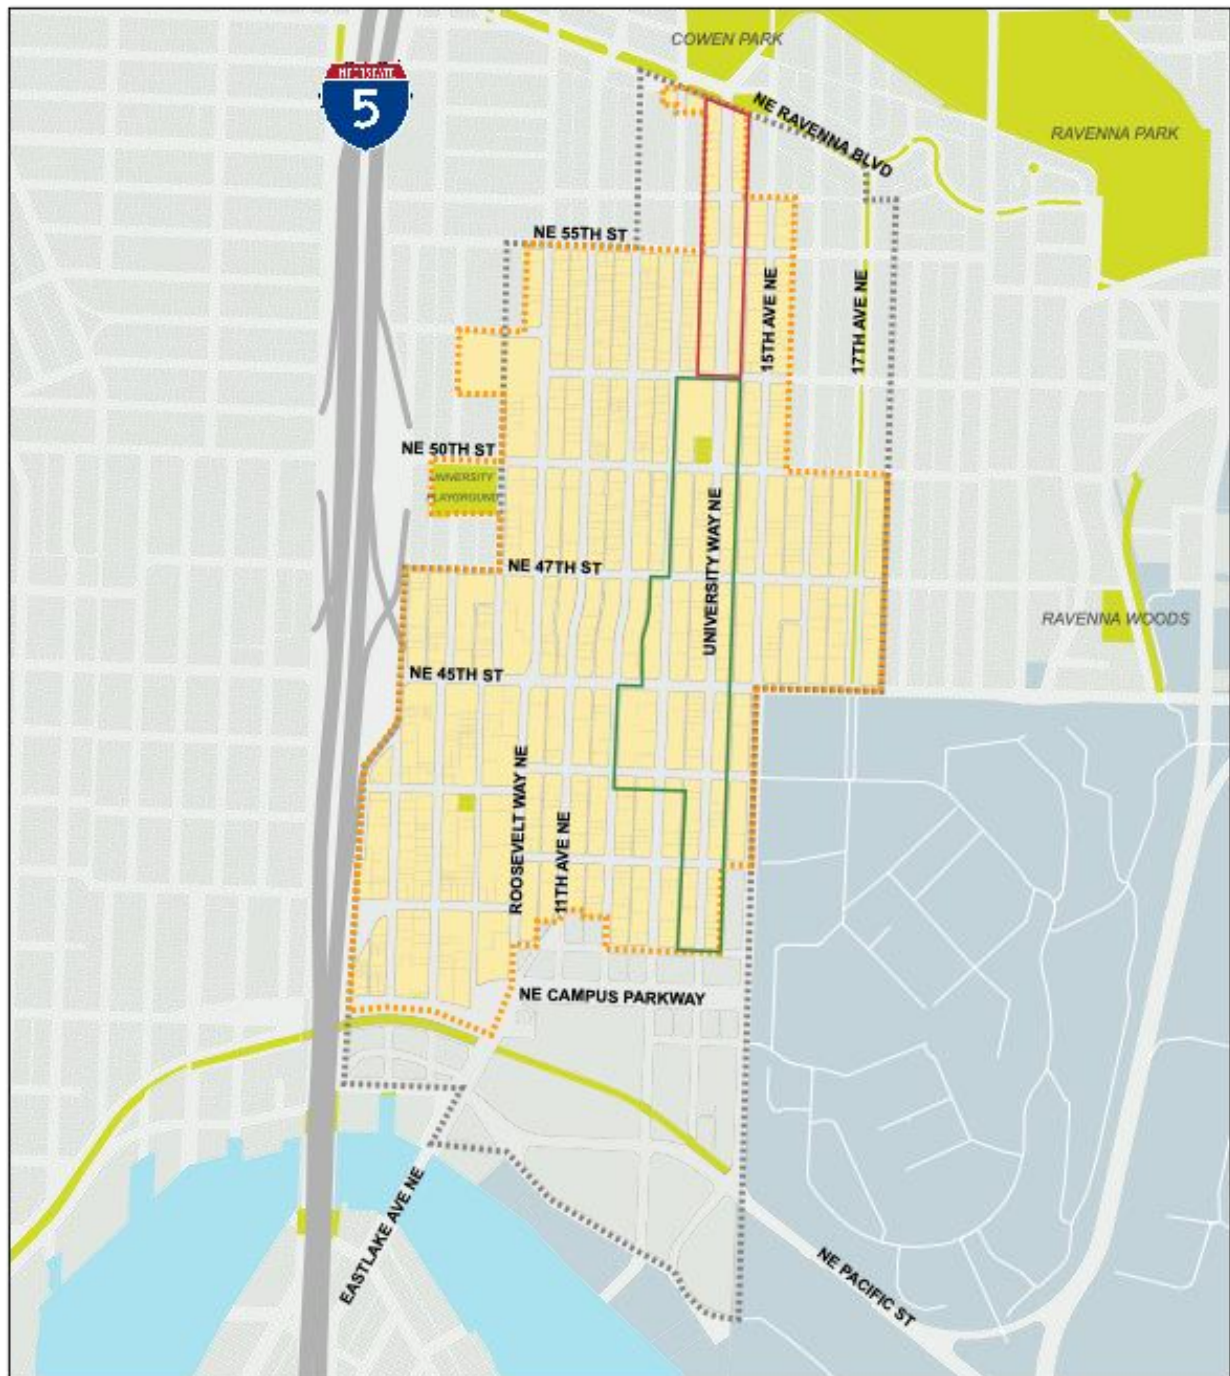 COWEN PARK
INTERSTATE
5
NE RAVENNA BLVD
RAVENNA PARK
NE 55TH ST
15TH AVE NE
17TH AVE NE
NE 50TH ST
UNIVERSITY
PLAYGROUND
UNIVERSITY WAY NE
NE 47TH ST
RAVENNA WOODS
NE 45TH ST
ROOSEVELT WAY NE
11TH AVE NE
NE CAMPUS PARKWAY
EASTLAKE AVE NE
NE PACIFIC ST